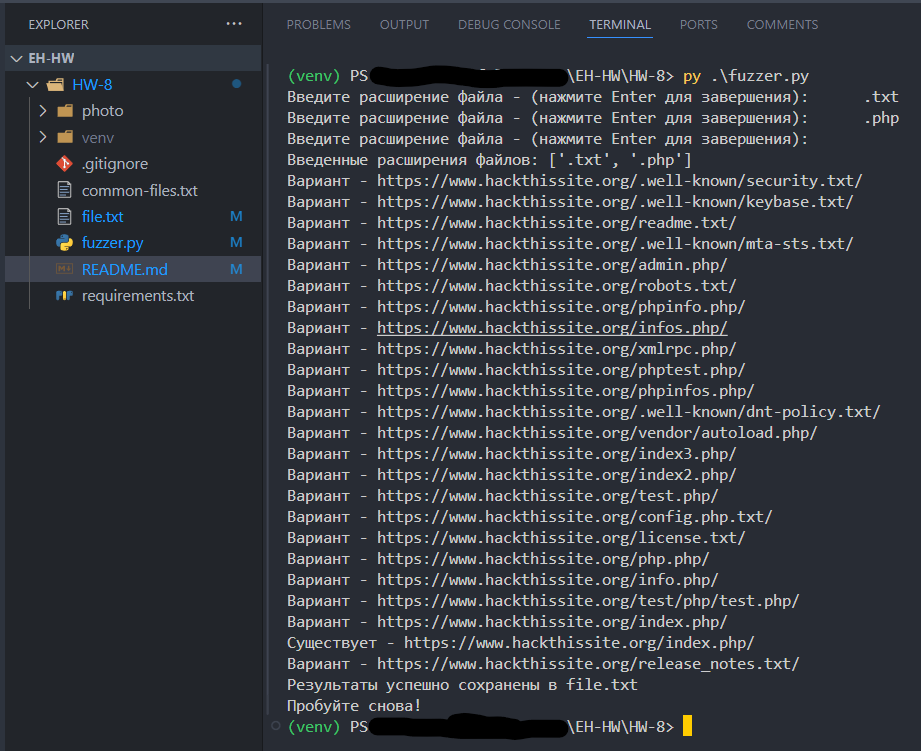 EXPLORER ...
PROBLEMS OUTPUT DEBUG CONSOLE TERMINAL PORTS COMMENTS
EH-HW
HW-8
photo
venv
.gitignore
common-files.txt
file.txt M
fuzzer.py M
README.md M
requirements.txt
(venv) PS \EH-HW\HW-8> py .\fuzzer.py
Введите расширение файла - (нажмите Enter для завершения): .txt
Введите расширение файла - (нажмите Enter для завершения): .php
Введите расширение файла - (нажмите Enter для завершения):
Введенные расширения файлов: ['.txt', '.php']
Вариант - https://www.hackthissite.org/.well-known/security.txt/
Вариант - https://www.hackthissite.org/.well-known/keybase.txt/
Вариант - https://www.hackthissite.org/readme.txt/
Вариант - https://www.hackthissite.org/.well-known/mta-sts.txt/
Вариант - https://www.hackthissite.org/admin.php/
Вариант - https://www.hackthissite.org/robots.txt/
Вариант - https://www.hackthissite.org/phpinfo.php/
Вариант - https://www.hackthissite.org/infos.php/
Вариант - https://www.hackthissite.org/xmlrpc.php/
Вариант - https://www.hackthissite.org/phptest.php/
Вариант - https://www.hackthissite.org/phpinfos.php/
Вариант - https://www.hackthissite.org/.well-known/dnt-policy.txt/
Вариант - https://www.hackthissite.org/vendor/autoload.php/
Вариант - https://www.hackthissite.org/index3.php/
Вариант - https://www.hackthissite.org/index2.php/
Вариант - https://www.hackthissite.org/test.php/
Вариант - https://www.hackthissite.org/config.php.txt/
Вариант - https://www.hackthissite.org/license.txt/
Вариант - https://www.hackthissite.org/php.php/
Вариант - https://www.hackthissite.org/info.php/
Вариант - https://www.hackthissite.org/test/php/test.php/
Вариант - https://www.hackthissite.org/index.php/
Существует - https://www.hackthissite.org/index.php/
Вариант - https://www.hackthissite.org/release_notes.txt/
Результаты успешно сохранены в file.txt
Пробуйте снова!
(venv) PS \EH-HW\HW-8>